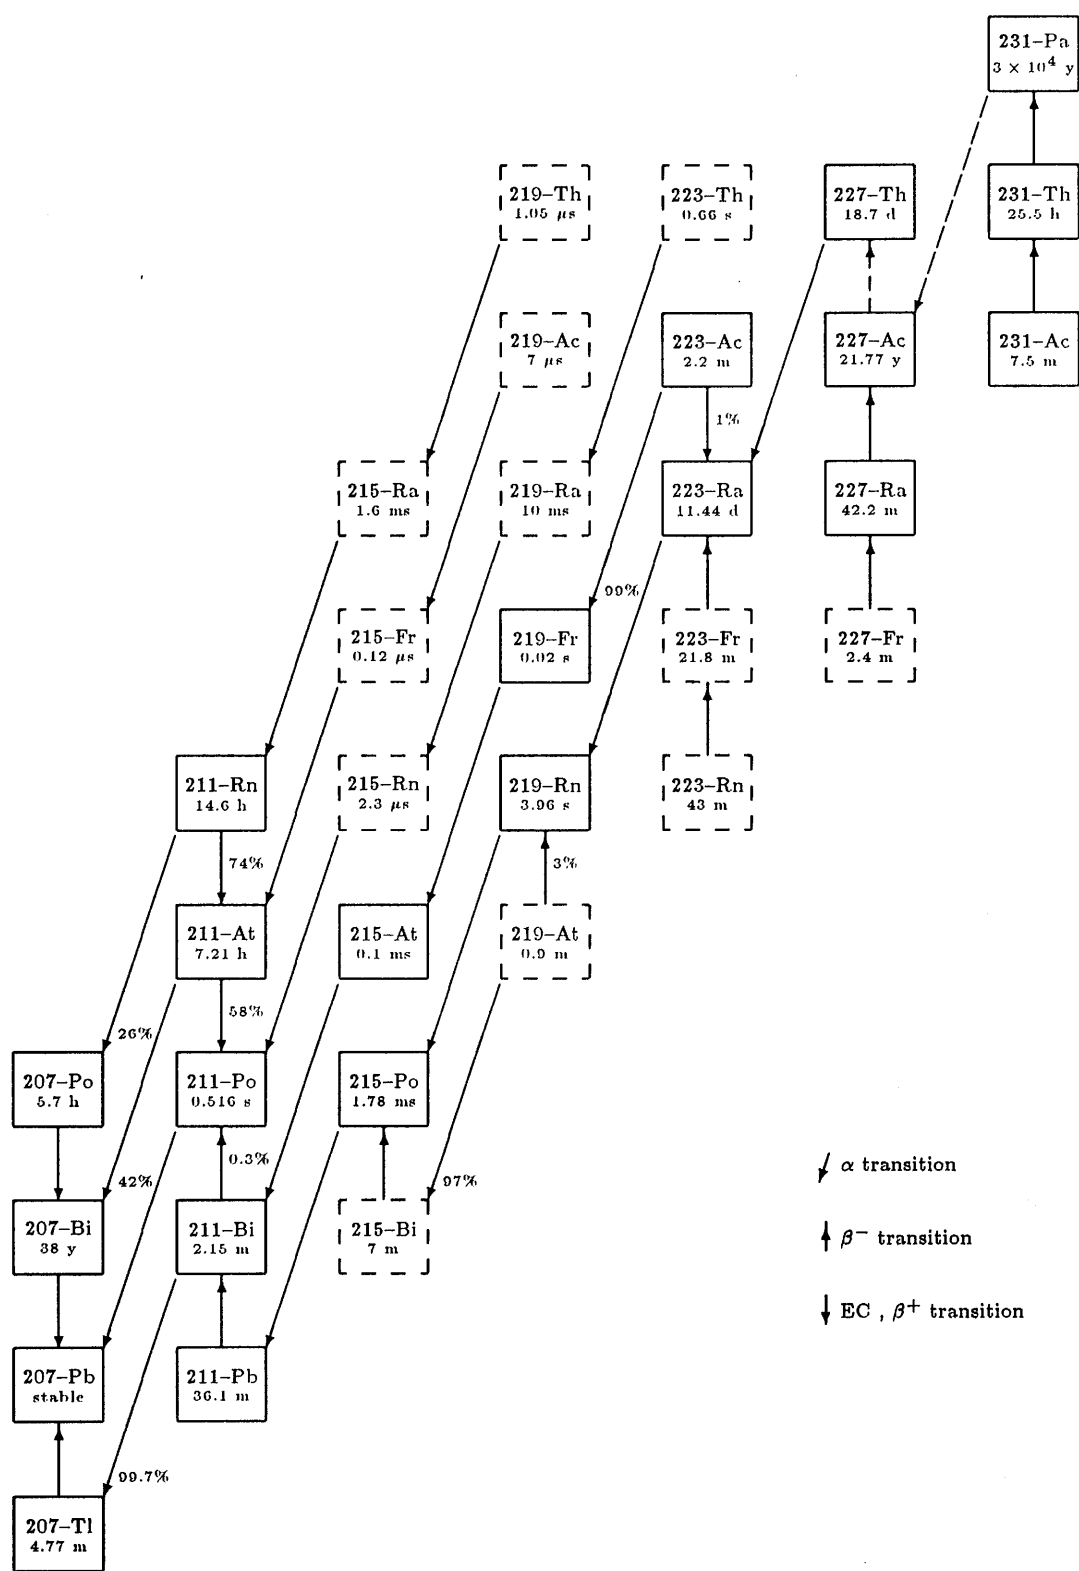 231–Pa
3 × 10⁴ y
219–Th
1.05 μs
223–Th
0.66 s
227–Th
18.7 d
231–Th
25.5 h
219–Ac
7 μs
223–Ac
2.2 m
227–Ac
21.77 y
231–Ac
7.5 m
1%
215–Ra
1.6 ms
219–Ra
10 ms
223–Ra
11.44 d
227–Ra
42.2 m
99%
215–Fr
0.12 μs
219–Fr
0.02 s
223–Fr
21.8 m
227–Fr
2.4 m
211–Rn
14.6 h
215–Rn
2.3 μs
219–Rn
3.96 s
223–Rn
43 m
74%
3%
211–At
7.21 h
215–At
0.1 ms
219–At
0.9 m
58%
26%
207–Po
5.7 h
211–Po
0.516 s
215–Po
1.78 ms
0.3%
α transition
42%
97%
207–Bi
38 y
211–Bi
2.15 m
215–Bi
7 m
β⁻ transition
EC , β⁺ transition
207–Pb
stable
211–Pb
36.1 m
99.7%
207–Tl
4.77 m